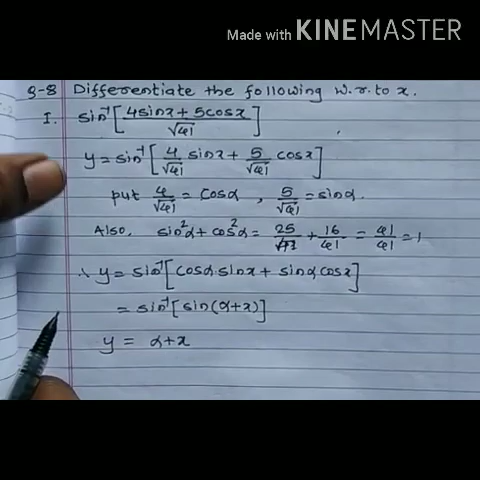 Made with KINEMASTER
Q-8 Differentiate the following w.r.to x.
I. sin⁻¹[(4sinx + 5cosx)/√41]
y = sin⁻¹[4/√41 sinx + 5/√41 cosx]
put 4/√41 = cosα, 5/√41 = sinα
Also, sin²α + cos²α = 25/41 + 16/41 = 41/41 = 1
∴ y = sin⁻¹[cosα.sinx + sinα cosx]
= sin⁻¹[sin(α+x)]
y = α+x